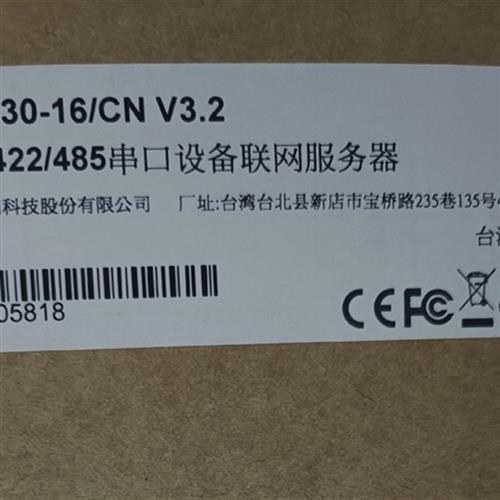 30-16/CN V3.2
422/485串口设备联网服务器
科技股份有限公司 厂址:台湾台北县新店市宝桥路235巷135号4
台湾
05818
CE FC